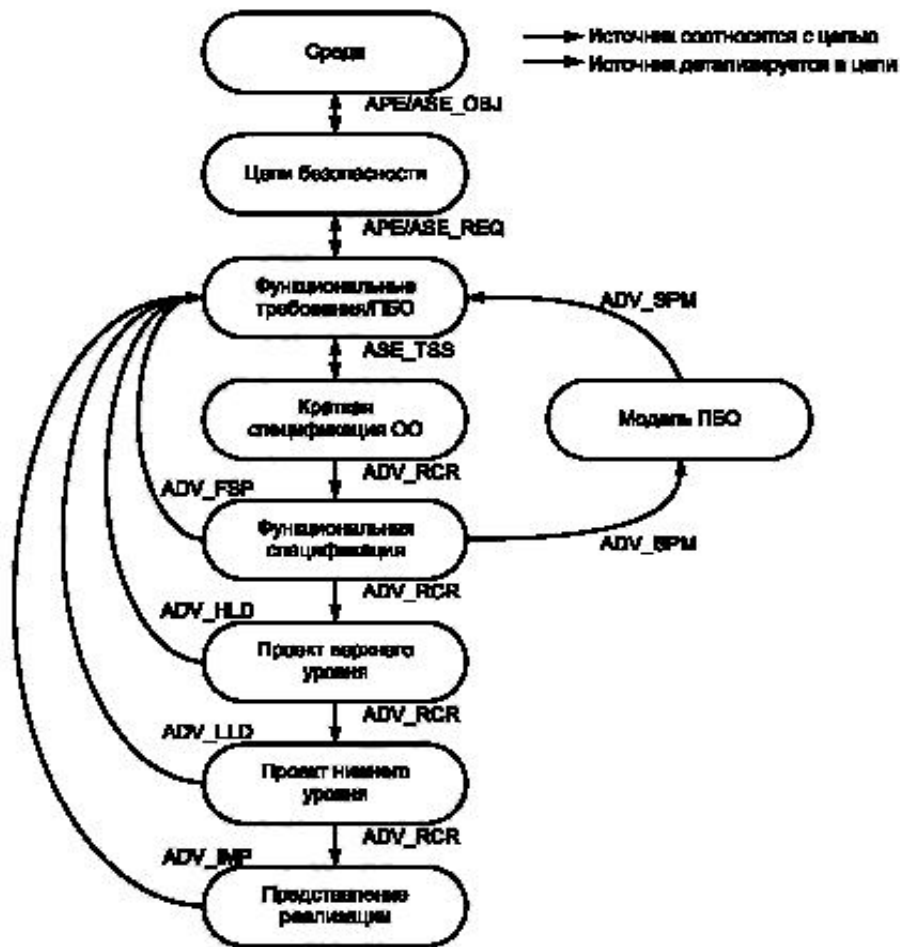 Среда
Источник соотносится с целью
Источник детализируется в цели
APE/ASE_OBJ
Цели безопасности
APE/ASE_REQ
Функциональные
требования/ПБО
ADV_SPM
ASE_TSS
Краткая
спецификация ОО
Модель ПБО
ADV_RCR
ADV_FSP
Функциональная
спецификация
ADV_SPM
ADV_RCR
ADV_HLD
Проект верхнего
уровня
ADV_RCR
ADV_LLD
Проект нижнего
уровня
ADV_RCR
ADV_IMP
Представление
реализации